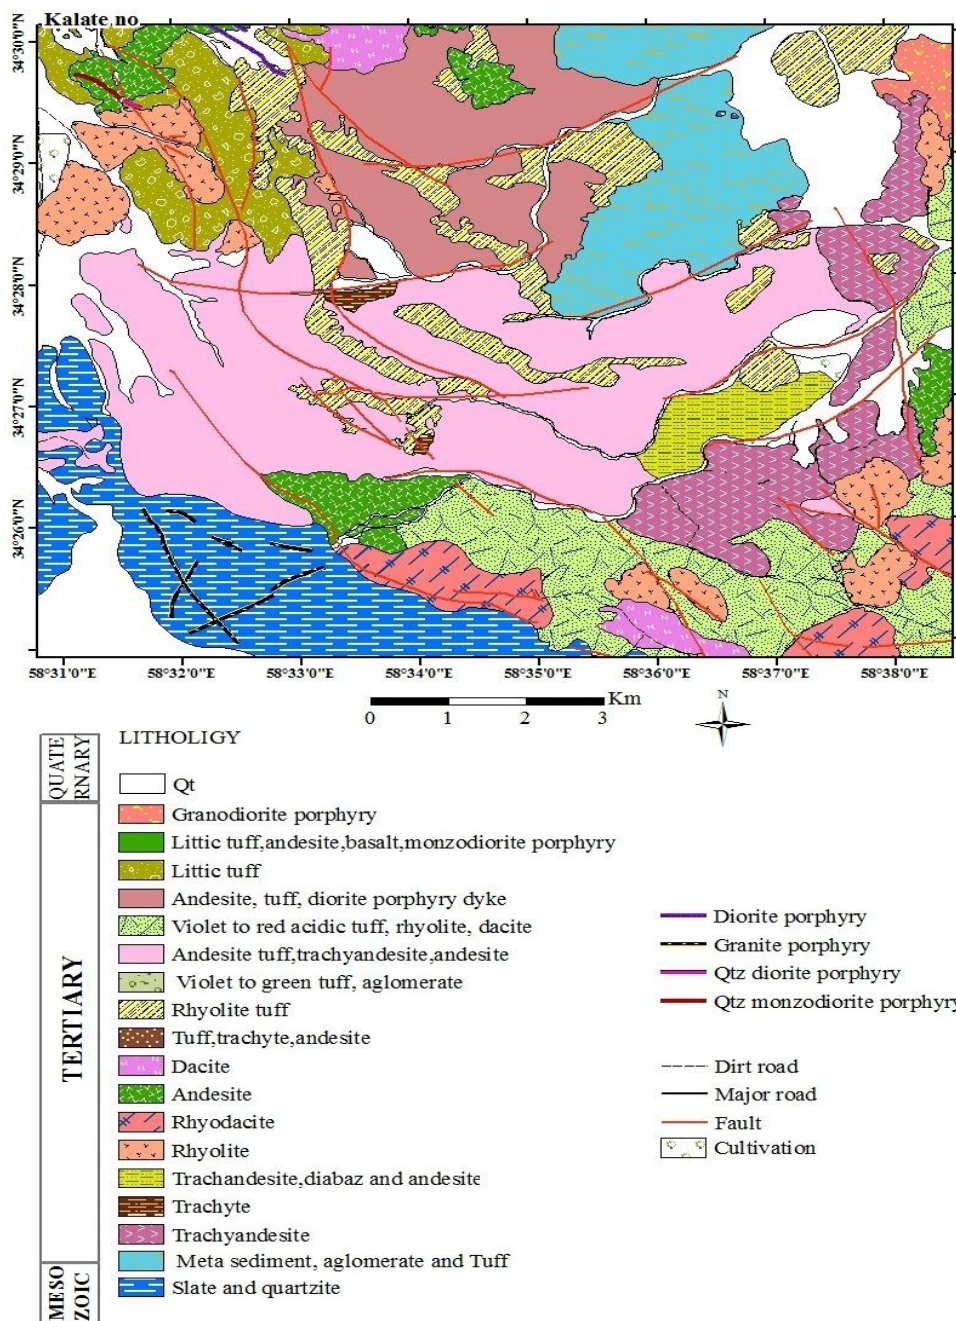 Kalate no
34°30'0"N
34°29'0"N
34°28'0"N
34°27'0"N
34°26'0"N
58°31'0"E 58°32'0"E 58°33'0"E 58°34'0"E 58°35'0"E 58°36'0"E 58°37'0"E 58°38'0"E
Km
0 1 2 3
N
LITHOLIGY
QUATE
RNARY
Qt
TERTIARY
Granodiorite porphyry
Littic tuff,andesite,basalt,monzodiorite porphyry
Littic tuff
Andesite, tuff, diorite porphyry dyke
Violet to red acidic tuff, rhyolite, dacite
Andesite tuff,trachyandesite,andesite
Violet to green tuff, aglomerate
Rhyolite tuff
Tuff,trachyte,andesite
Dacite
Andesite
Rhyodacite
Rhyolite
Trachandesite,diabaz and andesite
Trachyte
Trachyandesite
Meta sediment, aglomerate and Tuff
MESO
ZOIC
Slate and quartzite
Diorite porphyry
Granite porphyry
Qtz diorite porphyry
Qtz monzodiorite porphyry
Dirt road
Major road
Fault
Cultivation